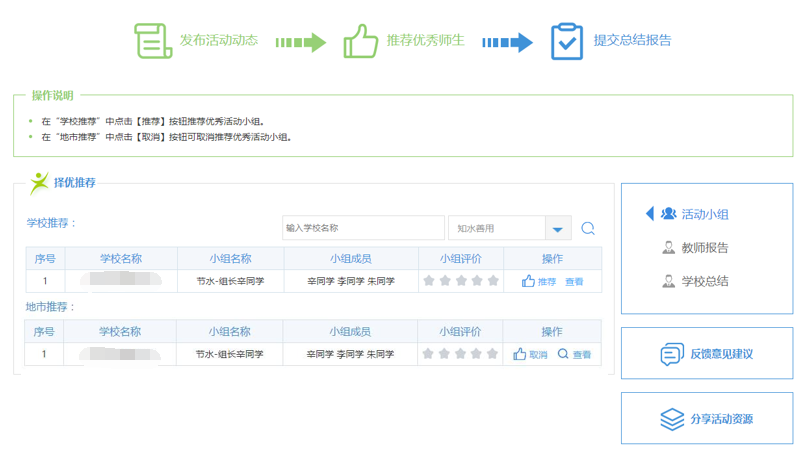 发布活动动态 推荐优秀师生 提交总结报告
操作说明
在“学校推荐”中点击【推荐】按钮推荐优秀活动小组。
在“地市推荐”中点击【取消】按钮可取消推荐优秀活动小组。
择优推荐
学校推荐：
输入学校名称 知水善用
序号 学校名称 小组名称 小组成员 小组评价 操作
1 节水-组长辛同学 辛同学 李同学 朱同学 推荐 查看
地市推荐：
序号 学校名称 小组名称 小组成员 小组评价 操作
1 节水-组长辛同学 辛同学 李同学 朱同学 取消 查看
活动小组
教师报告
学校总结
反馈意见建议
分享活动资源